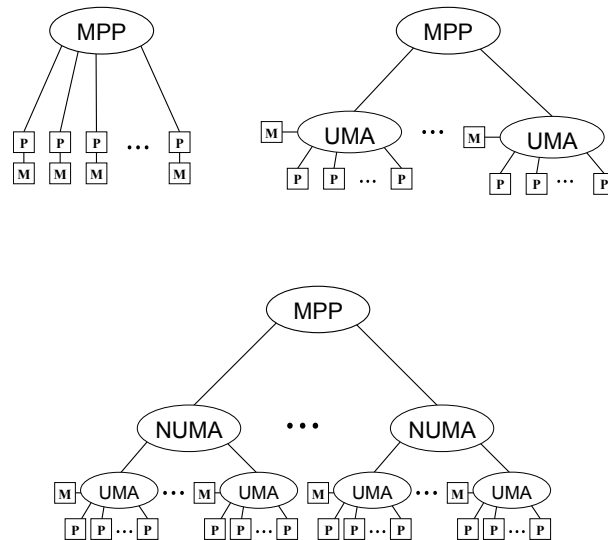 MPP MPP
P P P ... P
M M M M
M UMA ... M UMA
P P ... P P P ... P
MPP
NUMA ... NUMA
M UMA ... M UMA M UMA ... M UMA
P P ... P P P ... P P P ... P P P ... P